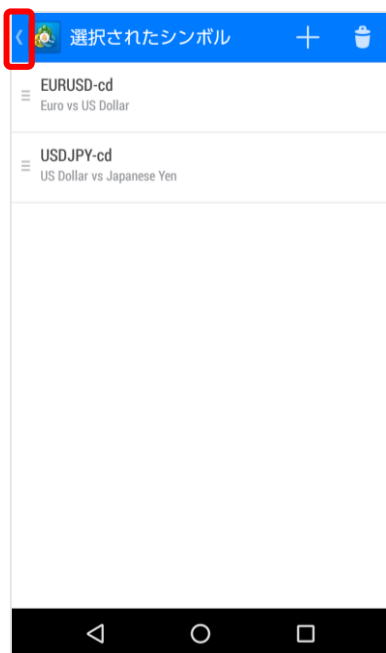 選択されたシンボル
EURUSD-cd
Euro vs US Dollar
USDJPY-cd
US Dollar vs Japanese Yen